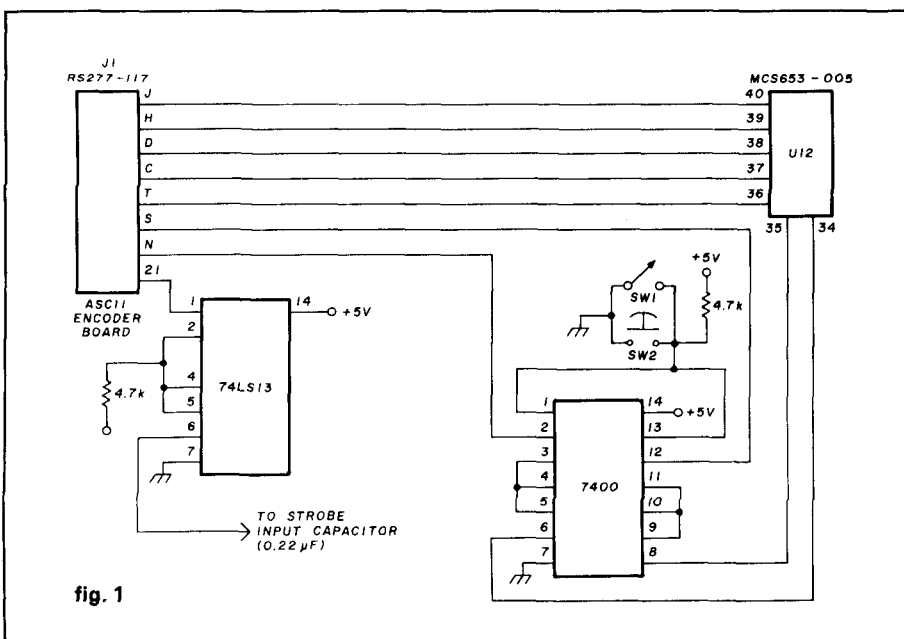 J1
RS277-117
MCS653-005
J
40
H
39
D
38
C
37
U12
T
36
S
35
34
N
21
+5V
SW1
4.7k
SW2
ASCII
ENCODER
BOARD
1
14
+5V
2
74LS13
4.7k
4
5
6
7
1
14
+5V
2
13
3
12
4
7400
11
5
10
6
9
7
8
TO STROBE
INPUT CAPACITOR
(0.22 µF)
fig. 1